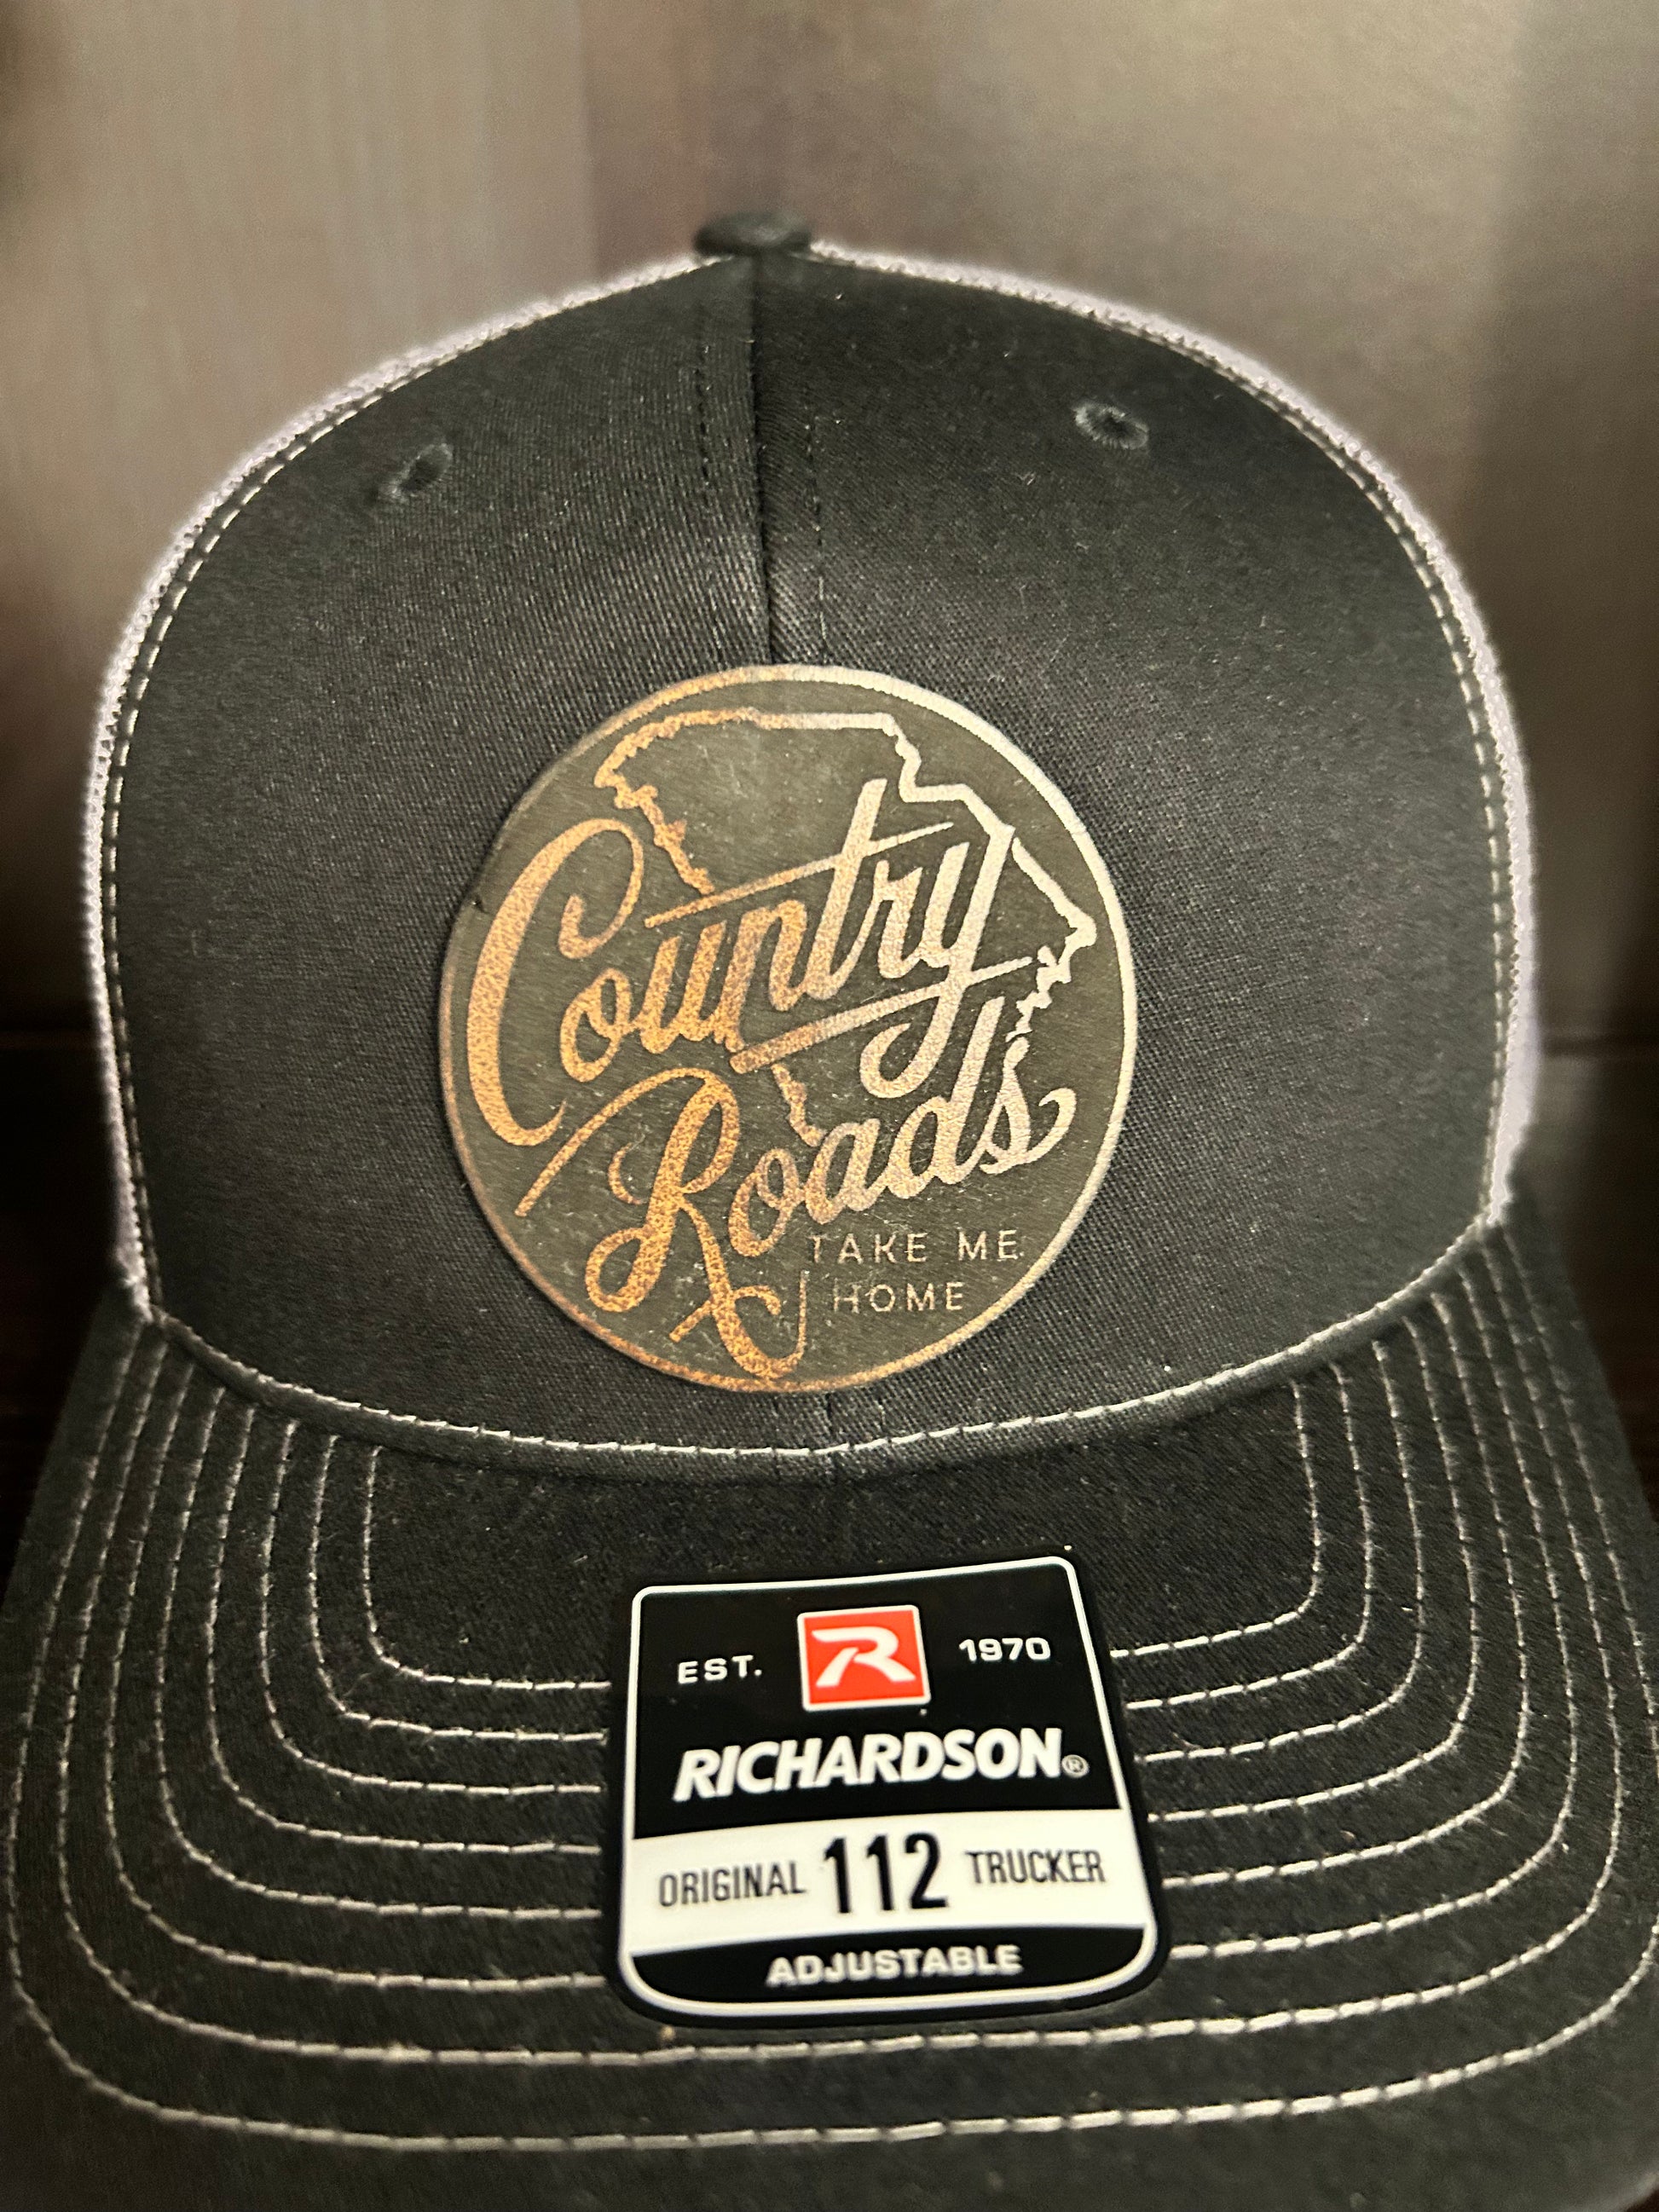 Country
Roads
TAKE ME
HOME
EST. R 1970
RICHARDSON®
ORIGINAL 112 TRUCKER
ADJUSTABLE